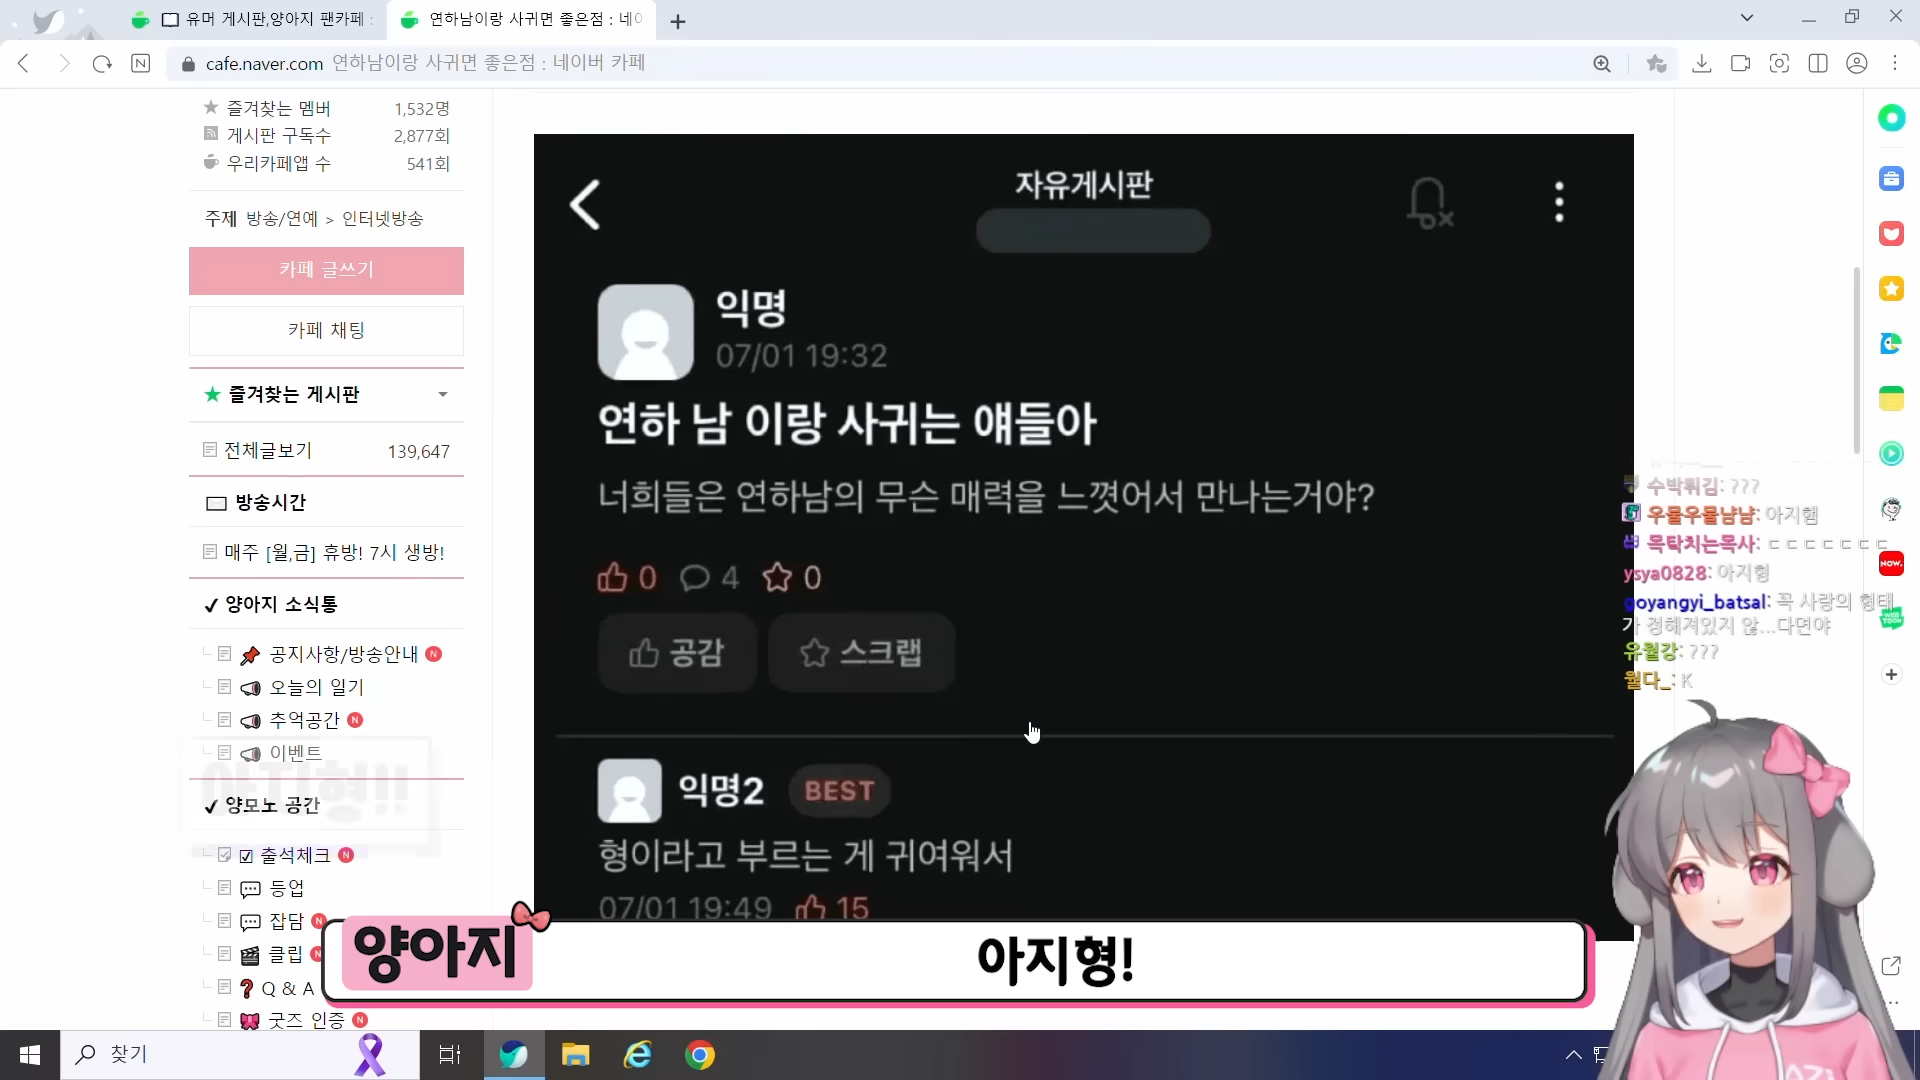 유머 게시판,양아지 팬카페 :
연하남이랑 사귀면 좋은점 : 네이
cafe.naver.com 연하남이랑 사귀면 좋은점 : 네이버 카페
즐겨찾는 멤버 1,532명
게시판 구독수 2,877회
우리카페앱 수 541회
주제 방송/연예 > 인터넷방송
카페 글쓰기
카페 채팅
즐겨찾는 게시판
전체글보기 139,647
방송시간
매주 [월,금] 휴방! 7시 생방!
양아지 소식통
공지사항/방송안내 N
오늘의 일기
추억공간 N
이벤트
아지형!!
양모노 공간
출석체크 N
등업
잡담 N
클립 N
Q & A
굿즈 인증 N
자유게시판
익명
07/01 19:32
연하 남 이랑 사귀는 얘들아
너희들은 연하남의 무슨 매력을 느꼇어서 만나는거야?
0 4 0
공감 스크랩
익명2 BEST
형이라고 부르는 게 귀여워서
07/01 19:49 15
수박튀김: ???
우물우물냠냠: 아지햄
목탁치는목사: ㄷㄷㄷㄷㄷㄷㄷ
ysya0828: 아지형
goyangyi_batsal: 꼭 사랑의 형태
가 정해져있지 않...다면야
유월강: ???
월다_: K
NOW.
양아지
아지형!
찾기